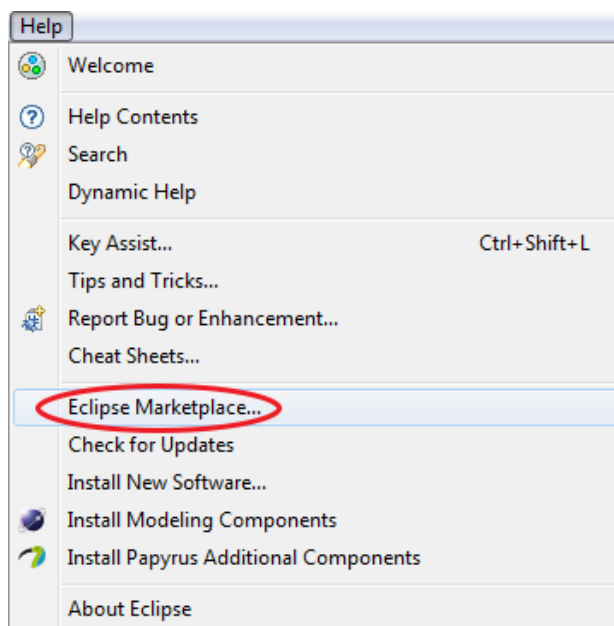 Help
Welcome
Help Contents
Search
Dynamic Help
Key Assist... Ctrl+Shift+L
Tips and Tricks...
Report Bug or Enhancement...
Cheat Sheets...
Eclipse Marketplace...
Check for Updates
Install New Software...
Install Modeling Components
Install Papyrus Additional Components
About Eclipse